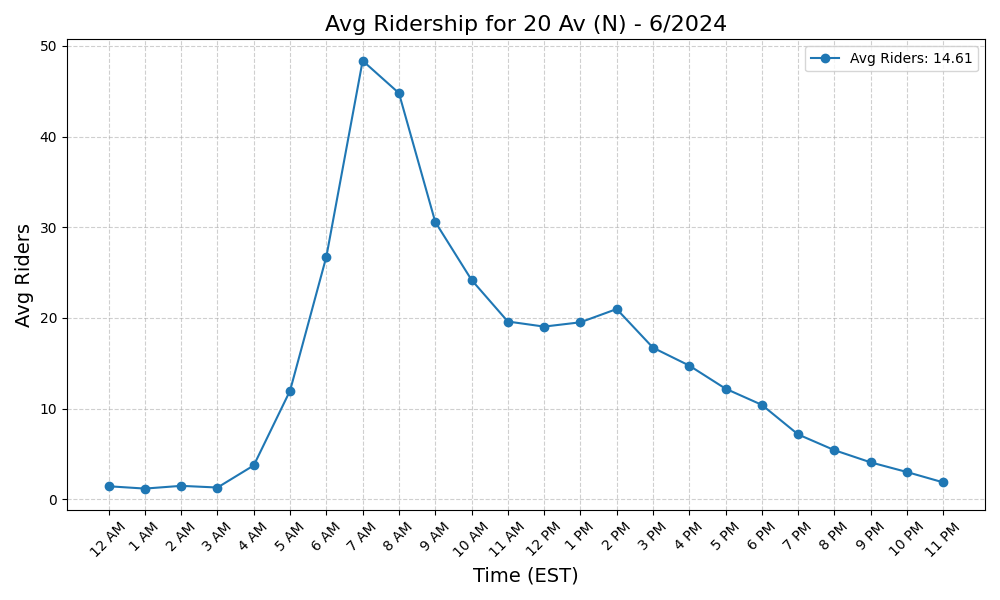 Avg Ridership for 20 Av (N) - 6/2024
Avg Riders: 14.61
Avg Riders
50
40
30
20
10
0
12 AM
1 AM
2 AM
3 AM
4 AM
5 AM
6 AM
7 AM
8 AM
9 AM
10 AM
11 AM
12 PM
1 PM
2 PM
3 PM
4 PM
5 PM
6 PM
7 PM
8 PM
9 PM
10 PM
11 PM
Time (EST)